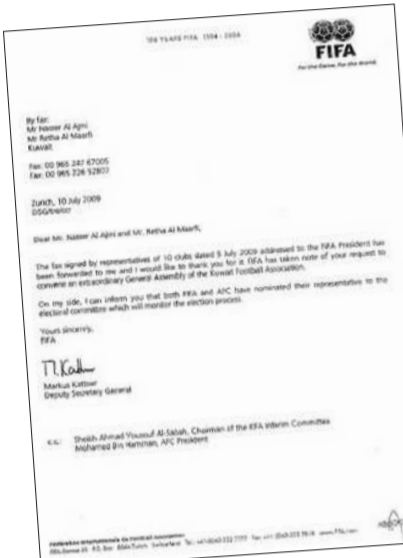 100 YEARS FIFA 1904 - 2004
FIFA
For the Game. For the World.
By fax:
Mr Naser Al Ajmi
Mr Retha Al Maarfi
Kuwait
Fax: 00 965 247 67005
Fax: 00 965 226 52803
Zurich, 10 July 2009
Dear Mr. Naser Al Ajmi and Mr. Retha Al Maarfi,
The fax signed by representatives of 10 clubs dated 5 July 2009 addressed to the FIFA President has
been forwarded to me and I would like to thank you for it. FIFA has taken note of your request to
convene an extraordinary General Assembly of the Kuwait Football Association.
On my side, I can inform you that both FIFA and AFC have nominated their representative to the
electoral committee which will monitor the election process.
Yours sincerely,
FIFA
Markus Kattner
Deputy Secretary General
c.c.: Sheikh Ahmad Yousouf Al-Sabah, Chairman of the KFA Interim Committee
Mohamed Bin Hammam, AFC President
Fédération Internationale de Football Association